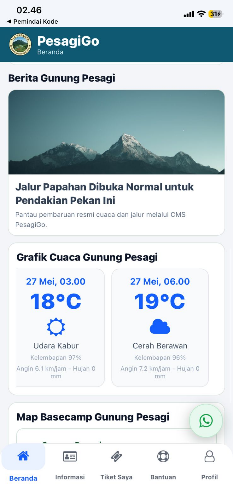 02.46
31
◀ Pemindai Kode
PesagiGo
Beranda
Berita Gunung Pesagi
Jalur Papahan Dibuka Normal untuk
Pendakian Pekan Ini
Pantau pembaruan resmi cuaca dan jalur melalui CMS
PesagiGo.
Grafik Cuaca Gunung Pesagi
27 Mei, 03.00
18°C
Udara Kabur
Kelembapan 97%
Angin 6.1 km/jam · Hujan 0
mm
27 Mei, 06.00
19°C
Cerah Berawan
Kelembapan 96%
Angin 7.2 km/jam · Hujan 0
mm
Map Basecamp Gunung Pesagi
Beranda
Informasi
Tiket Saya
Bantuan
Profil